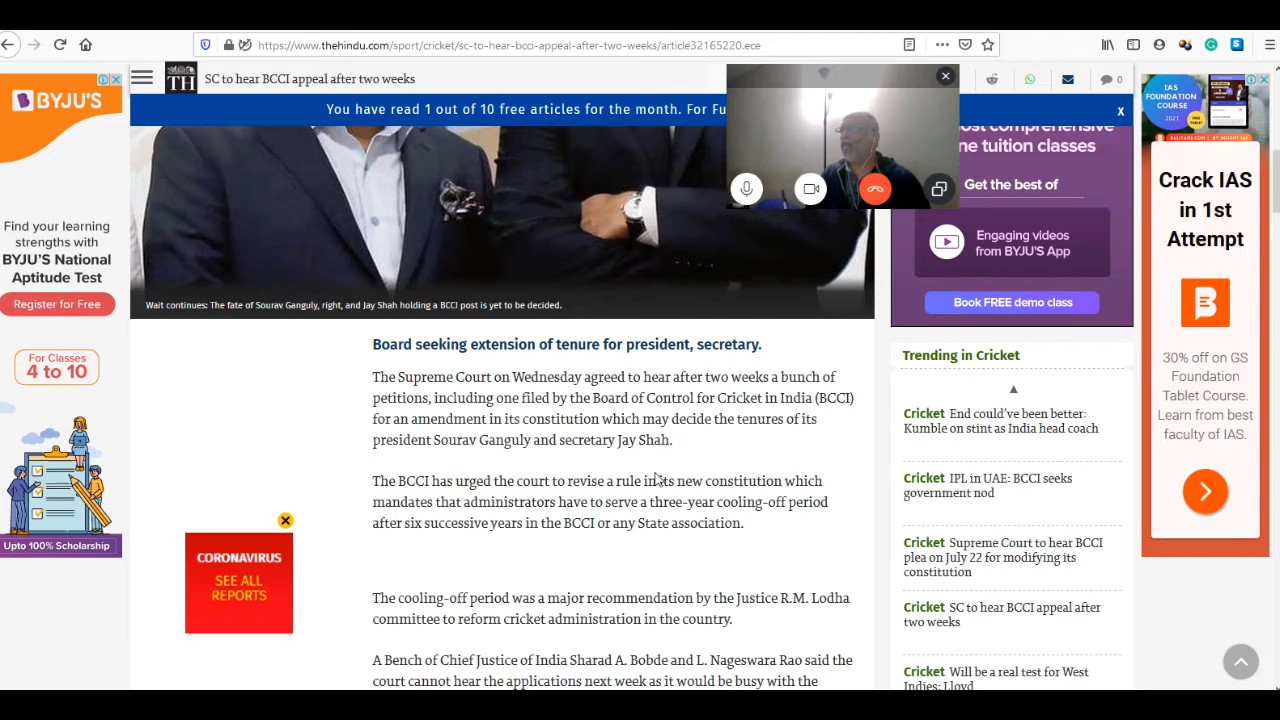 https://www.thehindu.com/sport/cricket/sc-to-hear-bcci-appeal-after-two-weeks/article32165220.ece
TH
SC to hear BCCI appeal after two weeks
0
You have read 1 out of 10 free articles for the month. For
X
BYJU'S
Find your learning
strengths with
BYJU'S National
Aptitude Test
Register for Free
For Classes
4 to 10
Upto 100% Scholarship
Wait continues: The fate of Sourav Ganguly, right, and Jay Shah holding a BCCI post is yet to be decided.
Board seeking extension of tenure for president, secretary.
The Supreme Court on Wednesday agreed to hear after two weeks a bunch of
petitions, including one filed by the Board of Control for Cricket in India (BCCI)
for an amendment in its constitution which may decide the tenures of its
president Sourav Ganguly and secretary Jay Shah.
The BCCI has urged the court to revise a rule in its new constitution which
mandates that administrators have to serve a three-year cooling-off period
after six successive years in the BCCI or any State association.
CORONAVIRUS
SEE ALL
REPORTS
The cooling-off period was a major recommendation by the Justice R.M. Lodha
committee to reform cricket administration in the country.
A Bench of Chief Justice of India Sharad A. Bobde and L. Nageswara Rao said the
court cannot hear the applications next week as it would be busy with the
comprehensive
tuition classes
Get the best of
Engaging videos
from BYJU'S App
Book FREE demo class
Trending in Cricket
Cricket End could've been better:
Kumble on stint as India head coach
Cricket IPL in UAE: BCCI seeks
government nod
Cricket Supreme Court to hear BCCI
plea on July 22 for modifying its
constitution
Cricket SC to hear BCCI appeal after
two weeks
Cricket Will be a real test for West
Indies: Lloyd
IAS
FOUNDATION
COURSE
2021
Crack IAS
in 1st
Attempt
30% off on GS
Foundation
Tablet Course.
Learn from best
faculty of IAS.